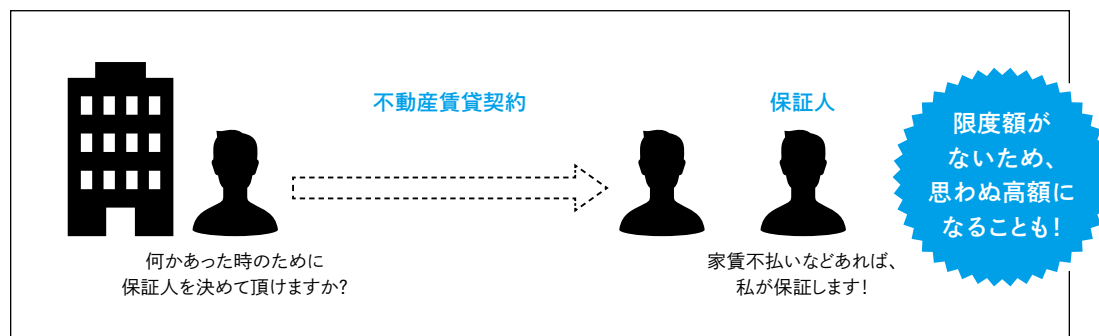 不動産賃貸契約
保証人
限度額が
ないため、
思わぬ高額に
なることも!
何かあった時のために
保証人を決めて頂けますか?
家賃不払いなどあれば、
私が保証します!